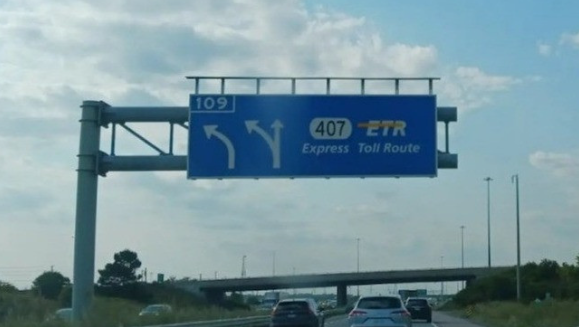 109
407 ETR
Express Toll Route